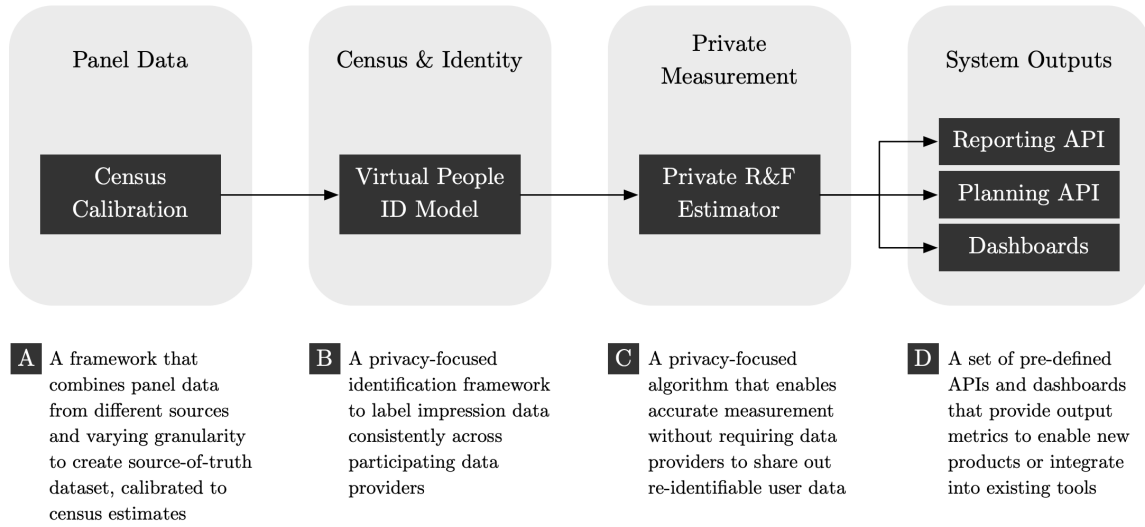 Panel Data
Census
Calibration
Census & Identity
Virtual People
ID Model
Private
Measurement
Private R&F
Estimator
System Outputs
Reporting API
Planning API
Dashboards
A
A framework that
combines panel data
from different sources
and varying granularity
to create source-of-truth
dataset, calibrated to
census estimates
B
A privacy-focused
identification framework
to label impression data
consistently across
participating data
providers
C
A privacy-focused
algorithm that enables
accurate measurement
without requiring data
providers to share out
re-identifiable user data
D
A set of pre-defined
APIs and dashboards
that provide output
metrics to enable new
products or integrate
into existing tools